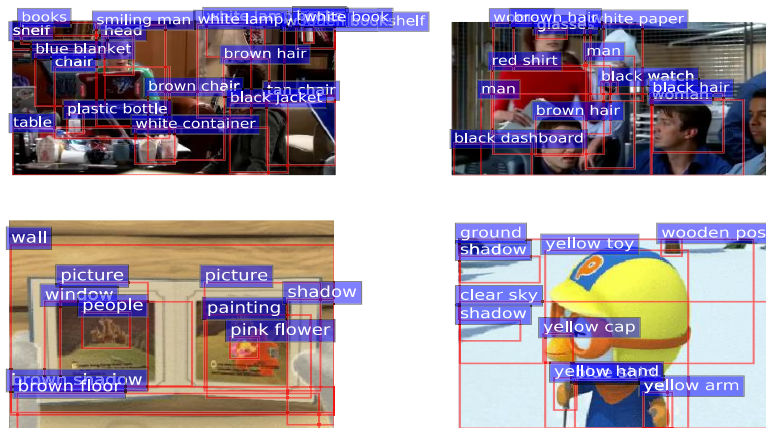 books
smiling man
white lamp
white book
shelf
head
blue blanket
brown hair
chair
brown chair
tan chair
black jacket
plastic bottle
table
white container
brown hair
white paper
glasses
man
red shirt
black watch
man
black hair
woman
brown hair
black dashboard
wall
picture
picture
window
shadow
people
painting
pink flower
brown shadow
brown floor
ground
wooden pos
shadow
yellow toy
clear sky
shadow
yellow cap
yellow hand
yellow arm
P